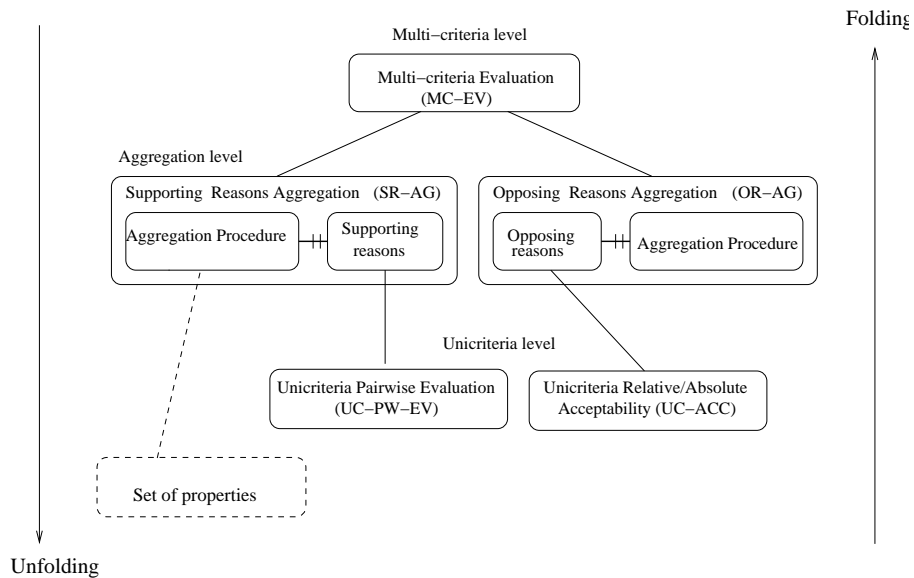 Folding
Multi−criteria level
Multi−criteria Evaluation
(MC−EV)
Aggregation level
Supporting Reasons Aggregation (SR−AG)
Aggregation Procedure
Supporting
reasons
Opposing Reasons Aggregation (OR−AG)
Opposing
reasons
Aggregation Procedure
Unicriteria level
Unicriteria Pairwise Evaluation
(UC−PW−EV)
Unicriteria Relative/Absolute
Acceptability (UC−ACC)
Set of properties
Unfolding